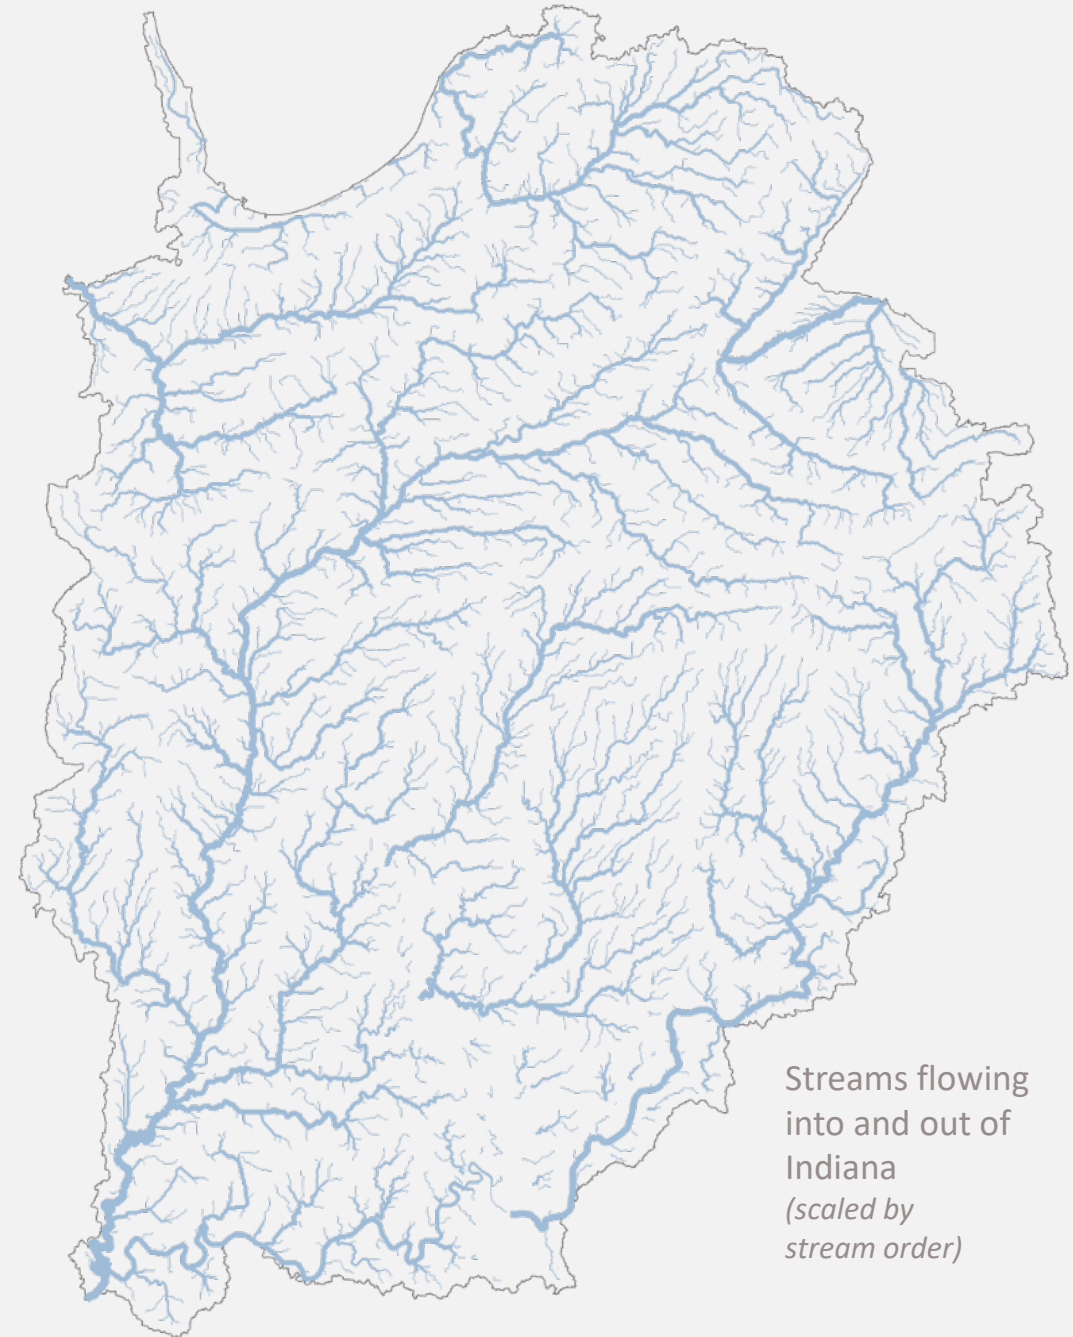 Streams flowing
into and out of
Indiana
(scaled by
stream order)